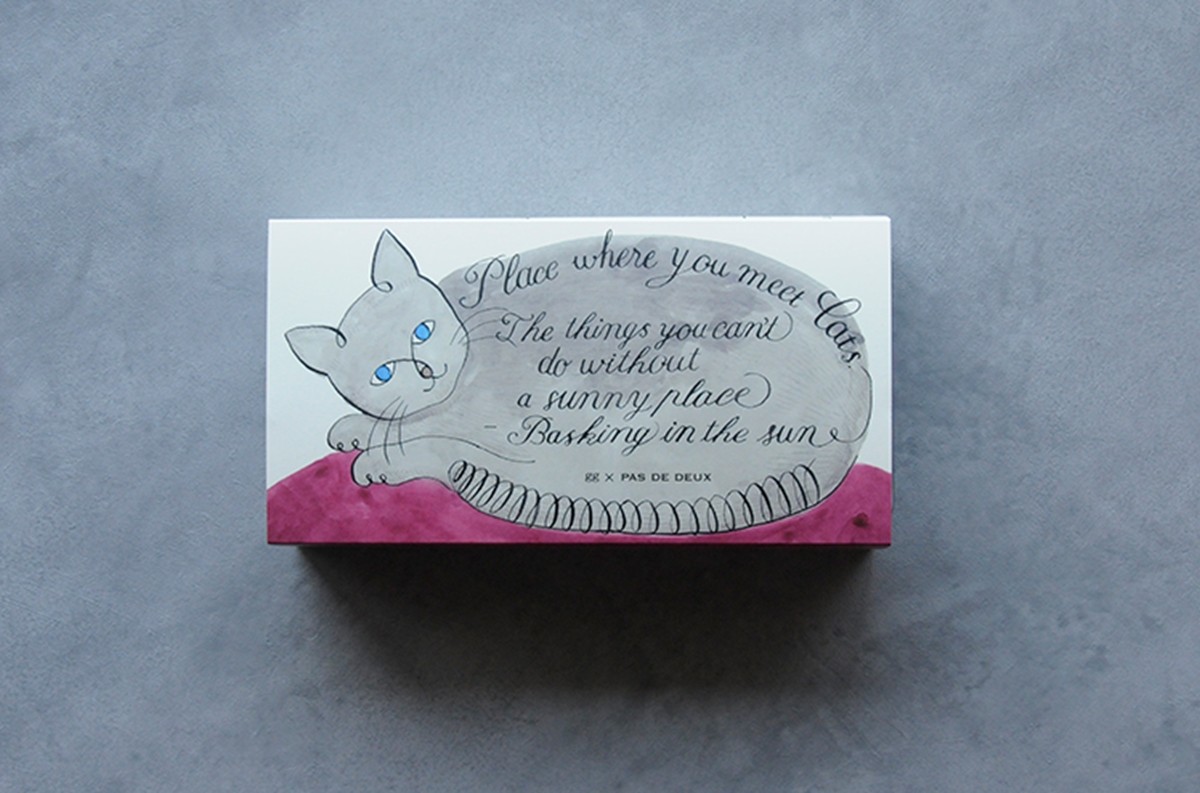 Place where you meet Cats
The things you can't
do without
a sunny place
- Basking in the sun
gg × PAS DE DEUX